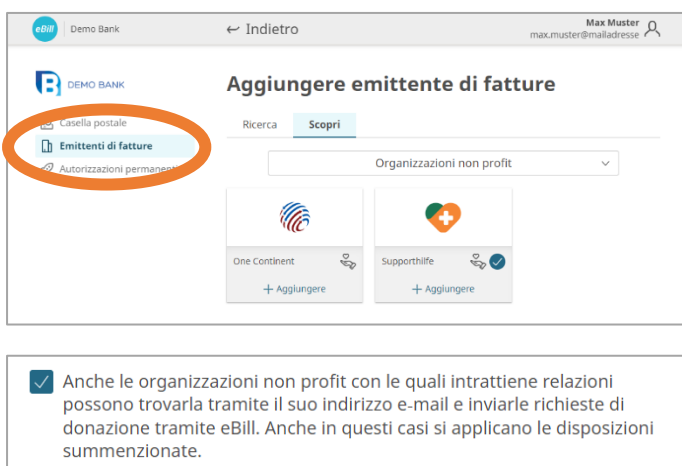 eBill Demo Bank ← Indietro Max Muster
max.muster@mailadresse
DEMO BANK
Aggiungere emittente di fatture
Casella postale
Emittenti di fatture
Autorizzazioni permanenti
Ricerca Scopri
Organizzazioni non profit
One Continent Supporthilfe
+ Aggiungere + Aggiungere
Anche le organizzazioni non profit con le quali intrattiene relazioni
possono trovarla tramite il suo indirizzo e-mail e inviarle richieste di
donazione tramite eBill. Anche in questi casi si applicano le disposizioni
summenzionate.